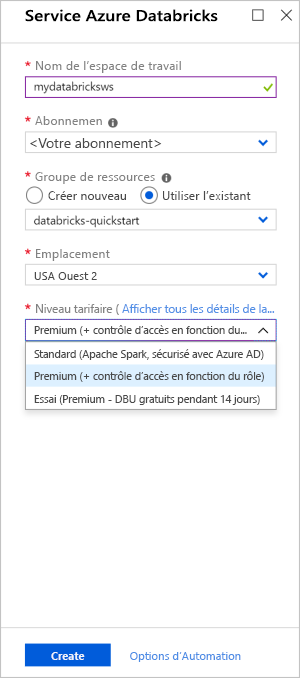 Service Azure Databricks
* Nom de l'espace de travail
mydatabricksws
* Abonnemen
<Votre abonnement>
* Groupe de ressources
Créer nouveau Utiliser l'existant
databricks-quickstart
* Emplacement
USA Ouest 2
* Niveau tarifaire ( Afficher tous les détails de la...
Premium (+ contrôle d'accès en fonction du...
Standard (Apache Spark, sécurisé avec Azure AD)
Premium (+ contrôle d'accès en fonction du rôle)
Essai (Premium - DBU gratuits pendant 14 jours)
Create Options d'Automation